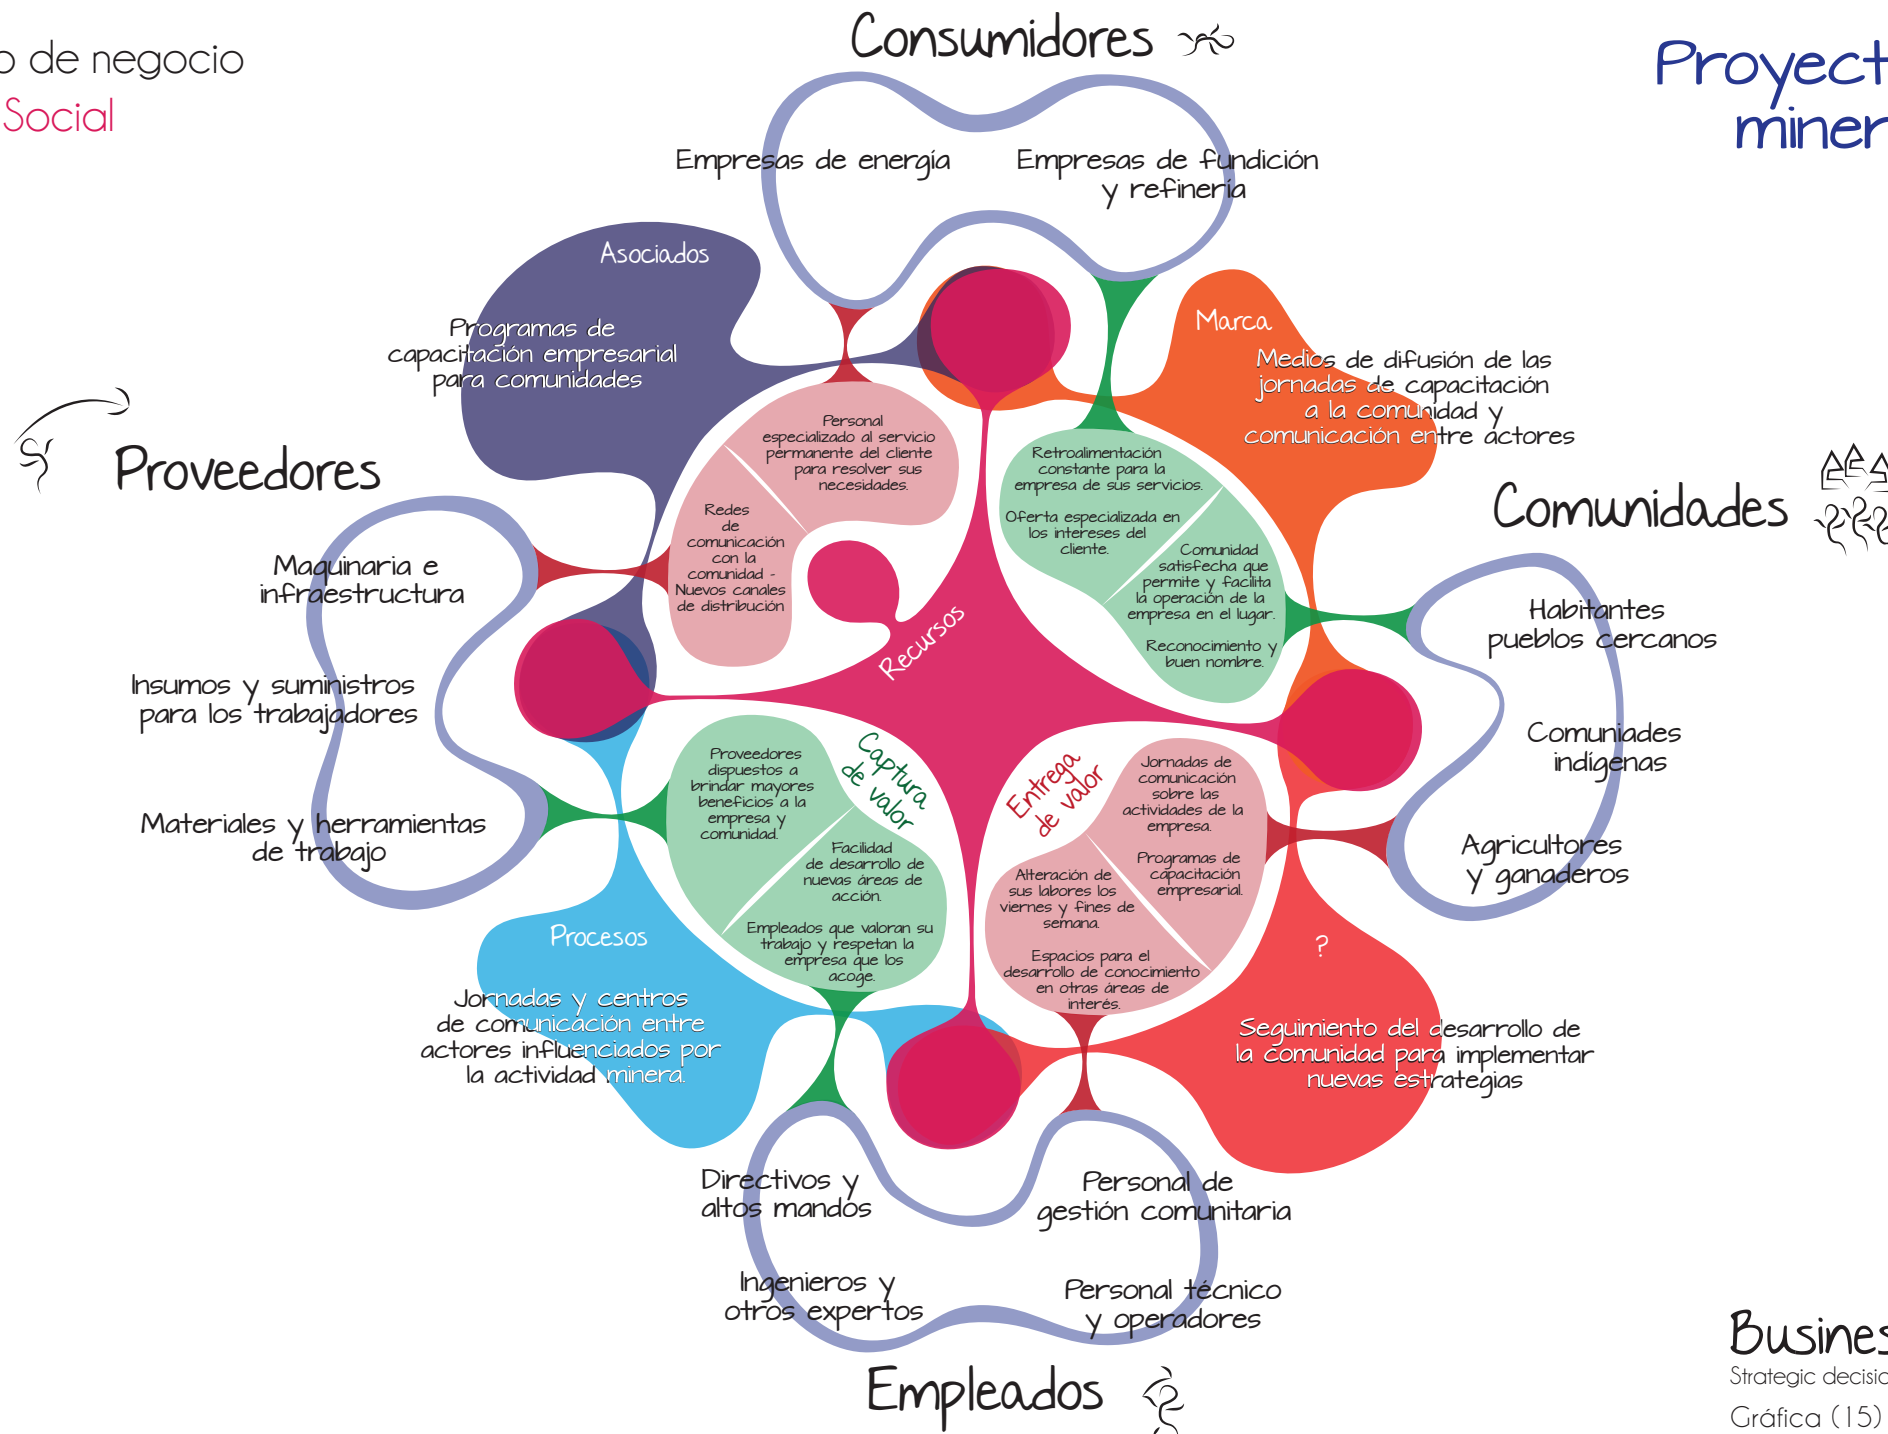 o de negocio
Social
Consumidores
Proyect
miner
Empresas de energía
Empresas de fundición
y refinería
Asociados
Programas de
capacitación empresarial
para comunidades
Marca
Medios de difusión de las
jornadas de capacitación
a la comunidad y
comunicación entre actores
Proveedores
Maquinaria e
infraestructura
Insumos y suministros
para los trabajadores
Materiales y herramientas
de trabajo
Comunidades
Habitantes
pueblos cercanos
Comuniades
indígenas
Agricultores
y ganaderos
Personal
especializado al servicio
permanente del cliente
para resolver sus
necesidades.
Redes
de
comunicación
con la
comunidad -
Nuevos canales
de distribución
Retroalimentación
constante para la
empresa de sus servicios.
Oferta especializada en
los intereses del
cliente.
Comunidad
satisfecha que
permite y facilita
la operación de la
empresa en el lugar.
Reconocimiento y
buen nombre.
Recursos
Captura
de valor
Entrega
de valor
Proveedores
dispuestos a
brindar mayores
beneficios a la
empresa y
comunidad.
Facilidad
de desarrollo de
nuevas áreas de
acción.
Empleados que valoran su
trabajo y respetan la
empresa que los
acoge.
Jornadas de
comunicación
sobre las
actividades de la
empresa.
Programas de
capacitación
empresarial.
Alteración de
sus labores los
viernes y fines de
semana.
Espacios para el
desarrollo de conocimiento
en otras áreas de
interés.
Procesos
Jornadas y centros
de comunicación entre
actores influenciados por
la actividad minera.
?
Seguimiento del desarrollo de
la comunidad para implementar
nuevas estrategias
Directivos y
altos mandos
Personal de
gestión comunitaria
Ingenieros y
otros expertos
Personal técnico
y operadores
Empleados
Busines
Strategic decisio
Gráfica (15)